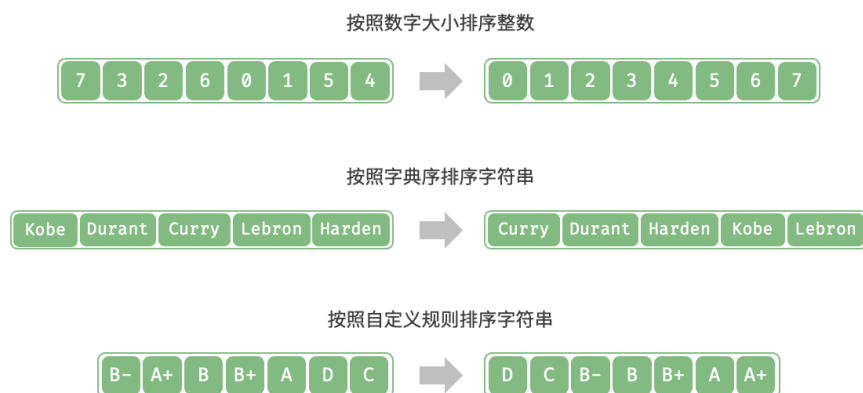 按照数字大小排序整数
7 3 2 6 0 1 5 4 0 1 2 3 4 5 6 7
按照字典序排序字符串
Kobe Durant Curry Lebron Harden Curry Durant Harden Kobe Lebron
按照自定义规则排序字符串
B- A+ B B+ A D C D C B- B B+ A A+